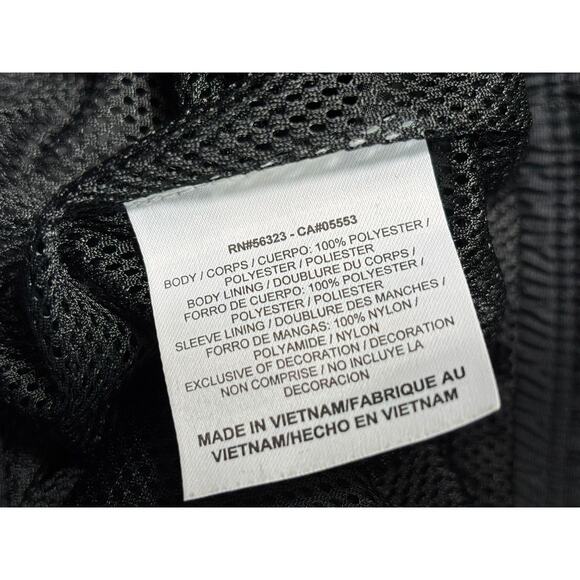 RN#56323 - CA#05553
BODY / CORPS / CUERPO: 100% POLYESTER /
POLYESTER / POLIESTER
BODY LINING / DOUBLURE DU CORPS /
FORRO DE CUERPO: 100% POLYESTER /
POLYESTER / POLIESTER
SLEEVE LINING / DOUBLURE DES MANCHES /
FORRO DE MANGAS: 100% NYLON /
POLYAMIDE / NYLON
EXCLUSIVE OF DECORATION / DECORATION
NON COMPRISE / NO INCLUYE LA
DECORACION
MADE IN VIETNAM/FABRIQUE AU
VIETNAM/HECHO EN VIETNAM